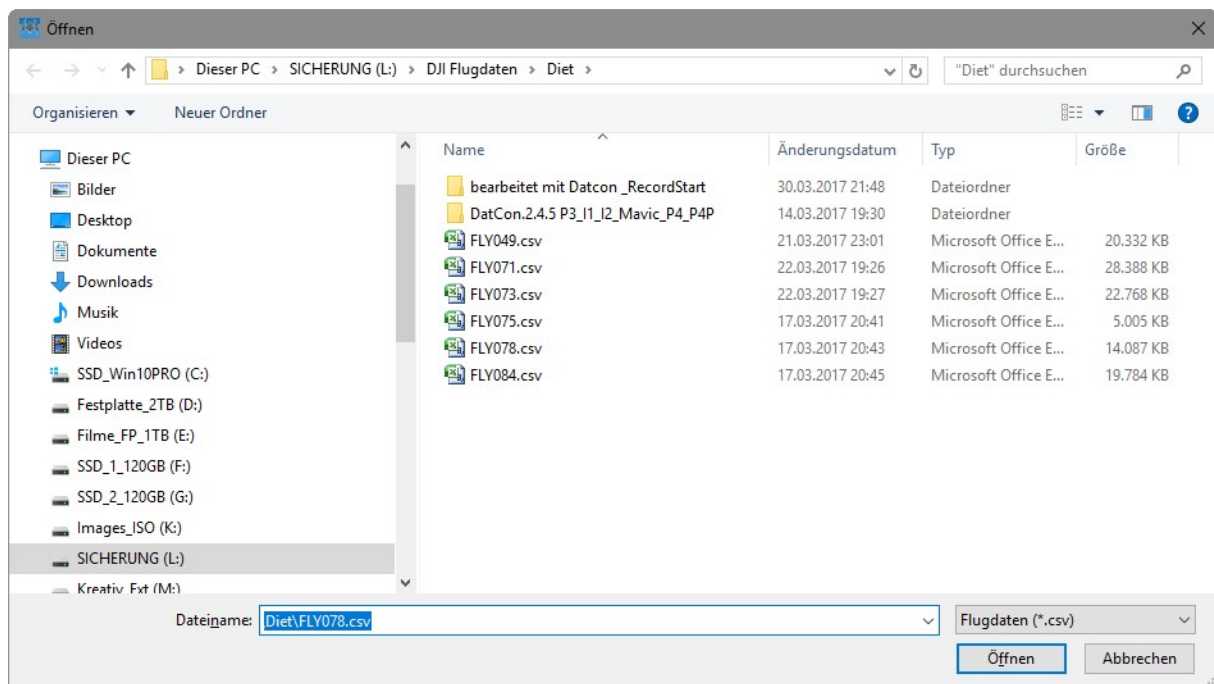 Öffnen
Dieser PC > SICHERUNG (L:) > DJI Flugdaten > Diet >
"Diet" durchsuchen
Organisieren Neuer Ordner
Name Änderungsdatum Typ Größe
Dieser PC
Bilder
Desktop
Dokumente
Downloads
Musik
Videos
SSD_Win10PRO (C:)
Festplatte_2TB (D:)
Filme_FP_1TB (E:)
SSD_1_120GB (F:)
SSD_2_120GB (G:)
Images_ISO (K:)
SICHERUNG (L:)
Kreativ_Ext (M:)
bearbeitet mit Datcon _RecordStart 30.03.2017 21:48 Dateiordner
DatCon.2.4.5 P3_I1_I2_Mavic_P4_P4P 14.03.2017 19:30 Dateiordner
FLY049.csv 21.03.2017 23:01 Microsoft Office E... 20.332 KB
FLY071.csv 22.03.2017 19:26 Microsoft Office E... 28.388 KB
FLY073.csv 22.03.2017 19:27 Microsoft Office E... 22.768 KB
FLY075.csv 17.03.2017 20:41 Microsoft Office E... 5.005 KB
FLY078.csv 17.03.2017 20:43 Microsoft Office E... 14.087 KB
FLY084.csv 17.03.2017 20:45 Microsoft Office E... 19.784 KB
Dateiname: Diet\FLY078.csv Flugdaten (*.csv)
Öffnen Abbrechen